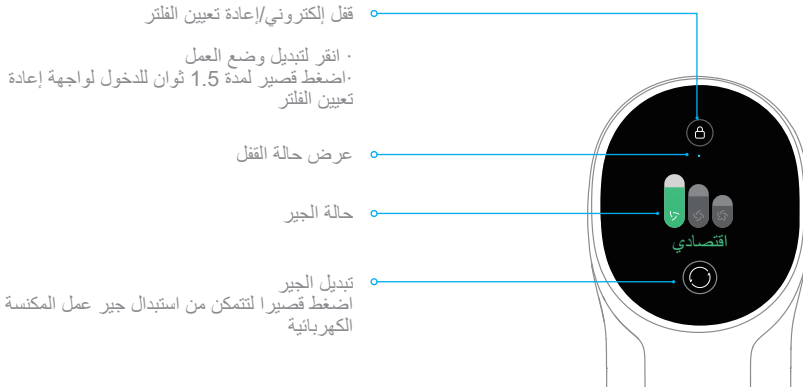 قفل إلكتروني/إعادة تعيين الفلتر
· انقر لتبديل وضع العمل
·اضغط قصير لمدة 1.5 ثوان للدخول لواجهة إعادة
تعيين الفلتر
عرض حالة القفل
حالة الجير
اقتصادي
تبديل الجير
اضغط قصيرا لتتمكن من استبدال جير عمل المكنسة
الكهربائية